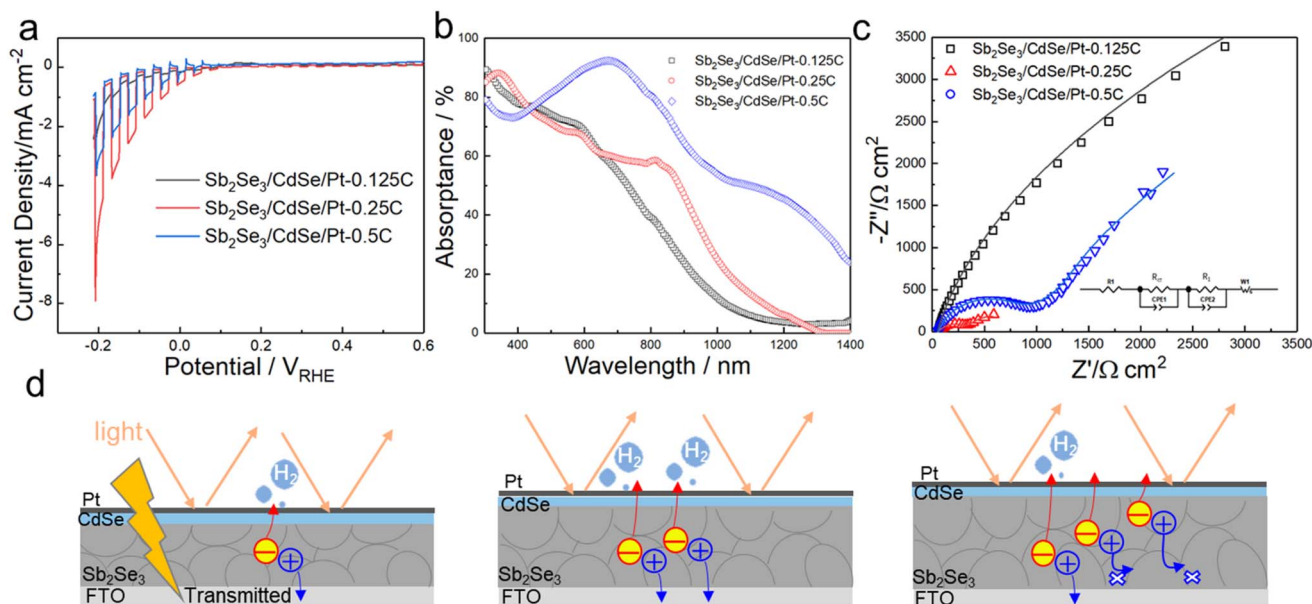 a
Current Density/mA cm-2
0
-2
-4
-6
-8
Sb2Se3/CdSe/Pt-0.125C
Sb2Se3/CdSe/Pt-0.25C
Sb2Se3/CdSe/Pt-0.5C
-0.2 0.0 0.2 0.4 0.6
Potential / VRHE
b
Absorptance / %
100
80
60
40
20
0
Sb2Se3/CdSe/Pt-0.125C
Sb2Se3/CdSe/Pt-0.25C
Sb2Se3/CdSe/Pt-0.5C
400 600 800 1000 1200 1400
Wavelength / nm
c
-Z"/Ω cm2
3500
3000
2500
2000
1500
1000
500
0
Sb2Se3/CdSe/Pt-0.125C
Sb2Se3/CdSe/Pt-0.25C
Sb2Se3/CdSe/Pt-0.5C
R1 Rct
CPE1 CPE2 W1
0 500 1000 1500 2000 2500 3000 3500
Z'/Ω cm2
d
light
H2
Pt
CdSe
Sb2Se3
FTO Transmitted
H2 H2
Pt
CdSe
Sb2Se3
FTO
H2
Pt
CdSe
Sb2Se3
FTO